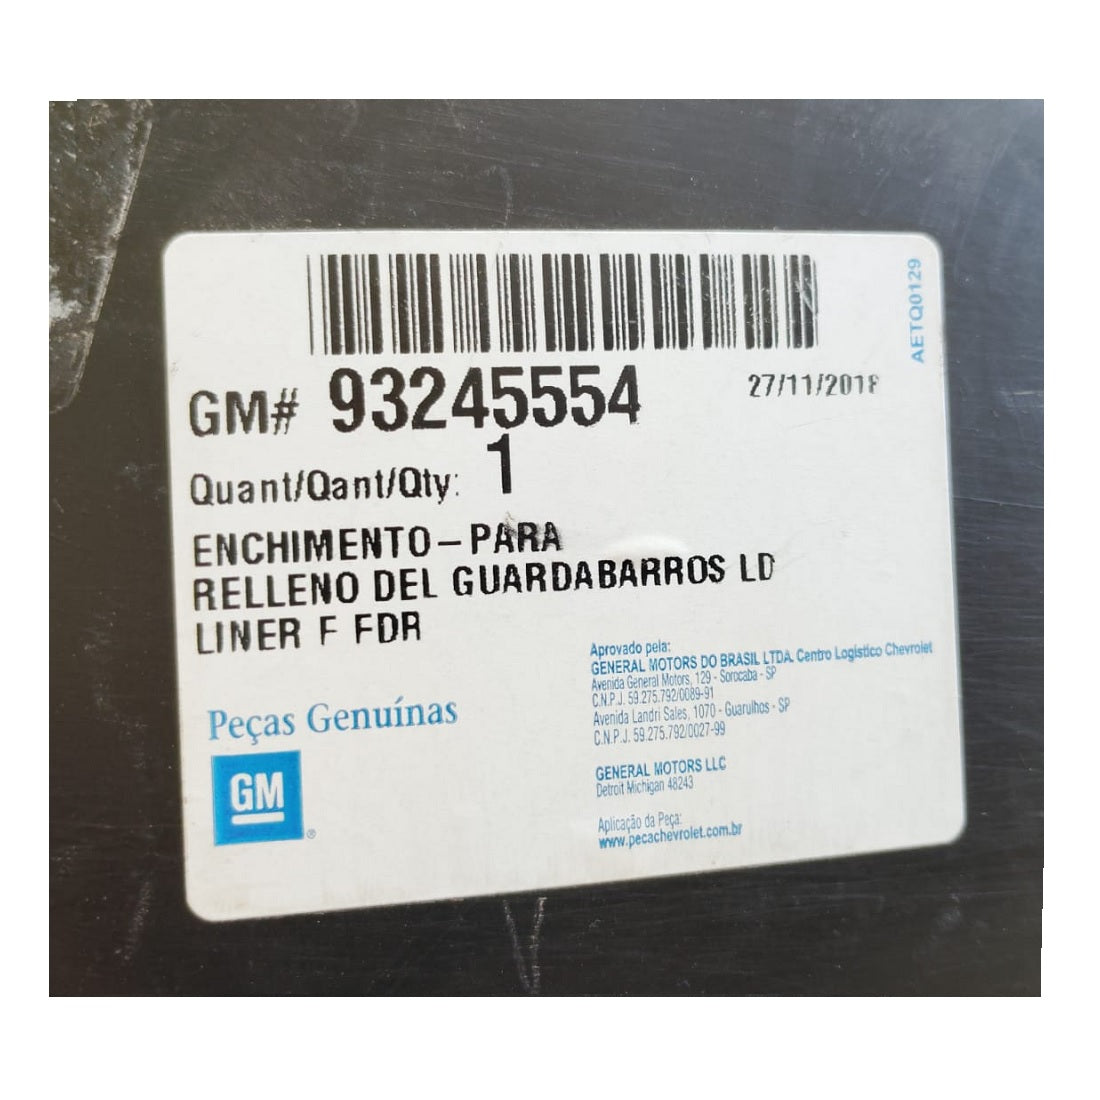 AETQ0129
GM# 93245554
27/11/2018
Quant/Qant/Qty: 1
ENCHIMENTO-PARA
RELLENO DEL GUARDABARROS LD
LINER F FDR
Aprovado pela:
GENERAL MOTORS DO BRASIL LTDA. Centro Logístico Chevrolet
Avenida General Motors, 129 - Sorocaba - SP
C.N.P.J. 59.275.792/0089-91
Avenida Landri Sales, 1070 - Guarulhos - SP
C.N.P.J. 59.275.792/0027-99
GENERAL MOTORS LLC
Detroit Michigan 48243
Aplicação da Peça:
www.pecachevrolet.com.br
Peças Genuínas
GM
®